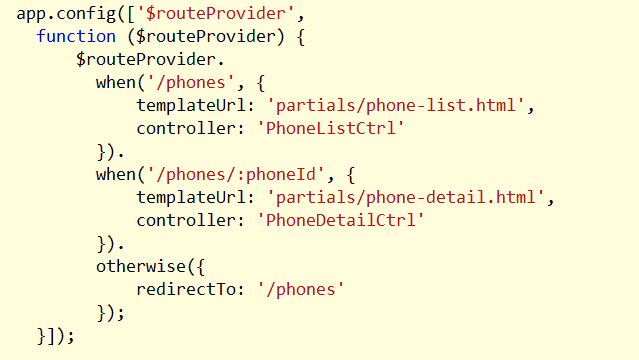 app.config(['$routeProvider',
  function ($routeProvider) {
      $routeProvider.
        when('/phones', {
            templateUrl: 'partials/phone-list.html',
            controller: 'PhoneListCtrl'
        }).
        when('/phones/:phoneId', {
            templateUrl: 'partials/phone-detail.html',
            controller: 'PhoneDetailCtrl'
        }).
        otherwise({
            redirectTo: '/phones'
        });
  }]);